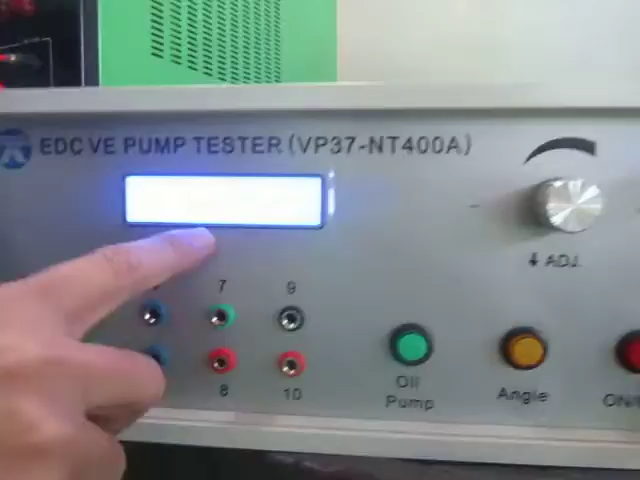 EDC VE PUMP TESTER (VP37-NT400A)
ADJ.
7
9
8
10
Oil
Pump
Angle